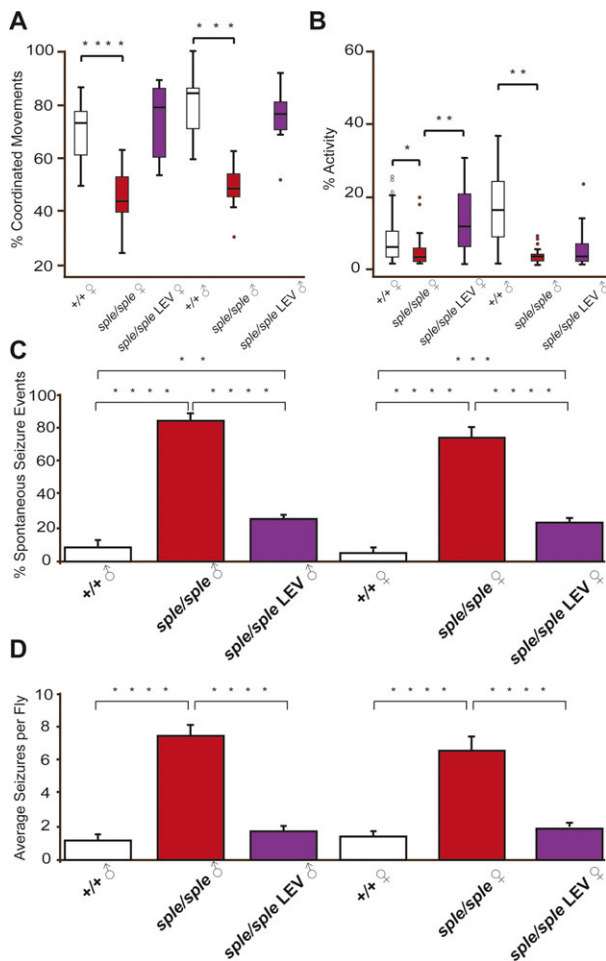 A
* * * *
* * *
% Coordinated Movements
100
80
60
40
20
+/+ ♀
sple/sple ♀
sple/sple LEV ♀
+/+ ♂
sple/sple ♂
sple/sple LEV ♂
B
* *
* *
*
% Activity
60
40
20
0
+/+ ♀
sple/sple ♀
sple/sple LEV ♀
+/+ ♂
sple/sple ♂
sple/sple LEV ♂
C
* *
* * *
* * * *
* * * *
* * * *
* * * *
% Spontaneous Seizure Events
100
80
60
40
20
0
+/+ ♂
sple/sple ♂
sple/sple LEV ♂
+/+ ♀
sple/sple ♀
sple/sple LEV ♀
D
* * * *
* * * *
* * * *
* * * *
Average Seizures per Fly
10
8
6
4
2
0
+/+ ♂
sple/sple ♂
sple/sple LEV ♂
+/+ ♀
sple/sple ♀
sple/sple LEV ♀